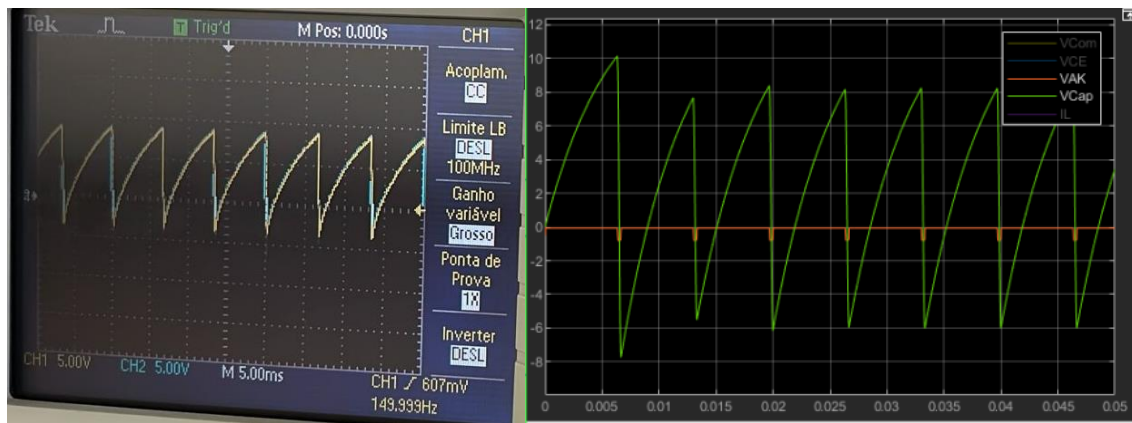 Tek
T Trig'd
M Pos: 0.000s
CH1
Acoplam.
CC
Limite LB
DESL
100MHz
Ganho
variável
Grosso
Ponta de
Prova
1X
Inverter
DESL
CH1 5.00V
CH2 5.00V
M 5.00ms
CH1
607mV
149.999Hz
12
10
8
6
4
2
0
-2
-4
-6
-8
0
0.005
0.01
0.015
0.02
0.025
0.03
0.035
0.04
0.045
0.05
VCom
VCE
VAK
VCap
IL